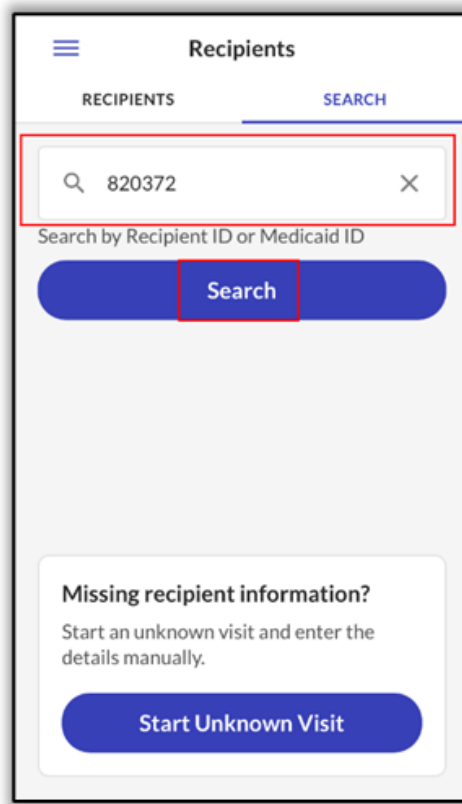 Recipients
RECIPIENTS SEARCH
820372
Search by Recipient ID or Medicaid ID
Search
Missing recipient information?
Start an unknown visit and enter the
details manually.
Start Unknown Visit